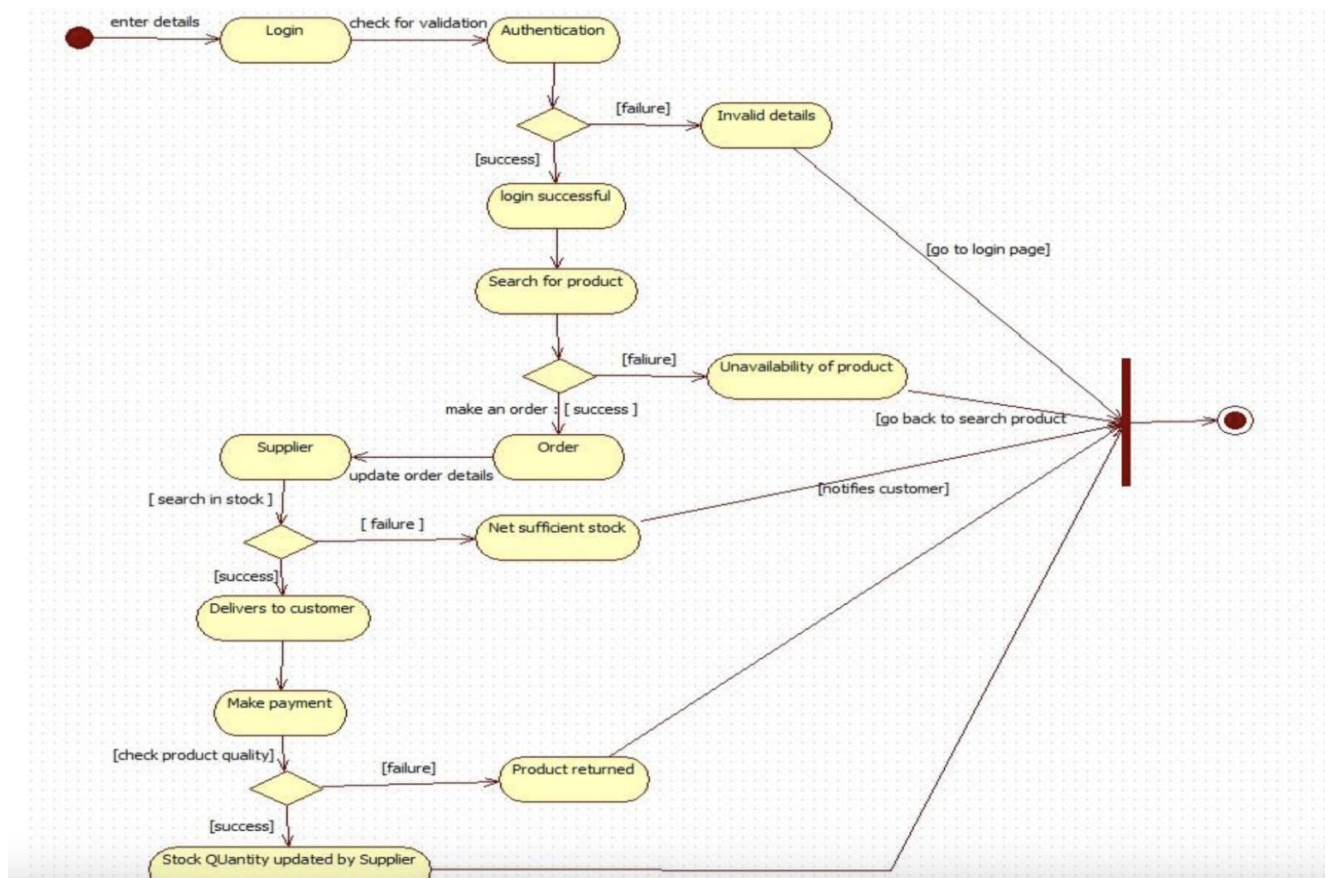 enter details
Login
check for validation
Authentication
[failure]
Invalid details
[success]
login successful
[go to login page]
Search for product
[faliure]
Unavailability of product
make an order : [ success ]
[go back to search product
Supplier
Order
update order details
[ search in stock ]
[notifies customer]
[ failure ]
Net sufficient stock
[success]
Delivers to customer
Make payment
[check product quality]
[failure]
Product returned
[success]
Stock QUantity updated by Supplier